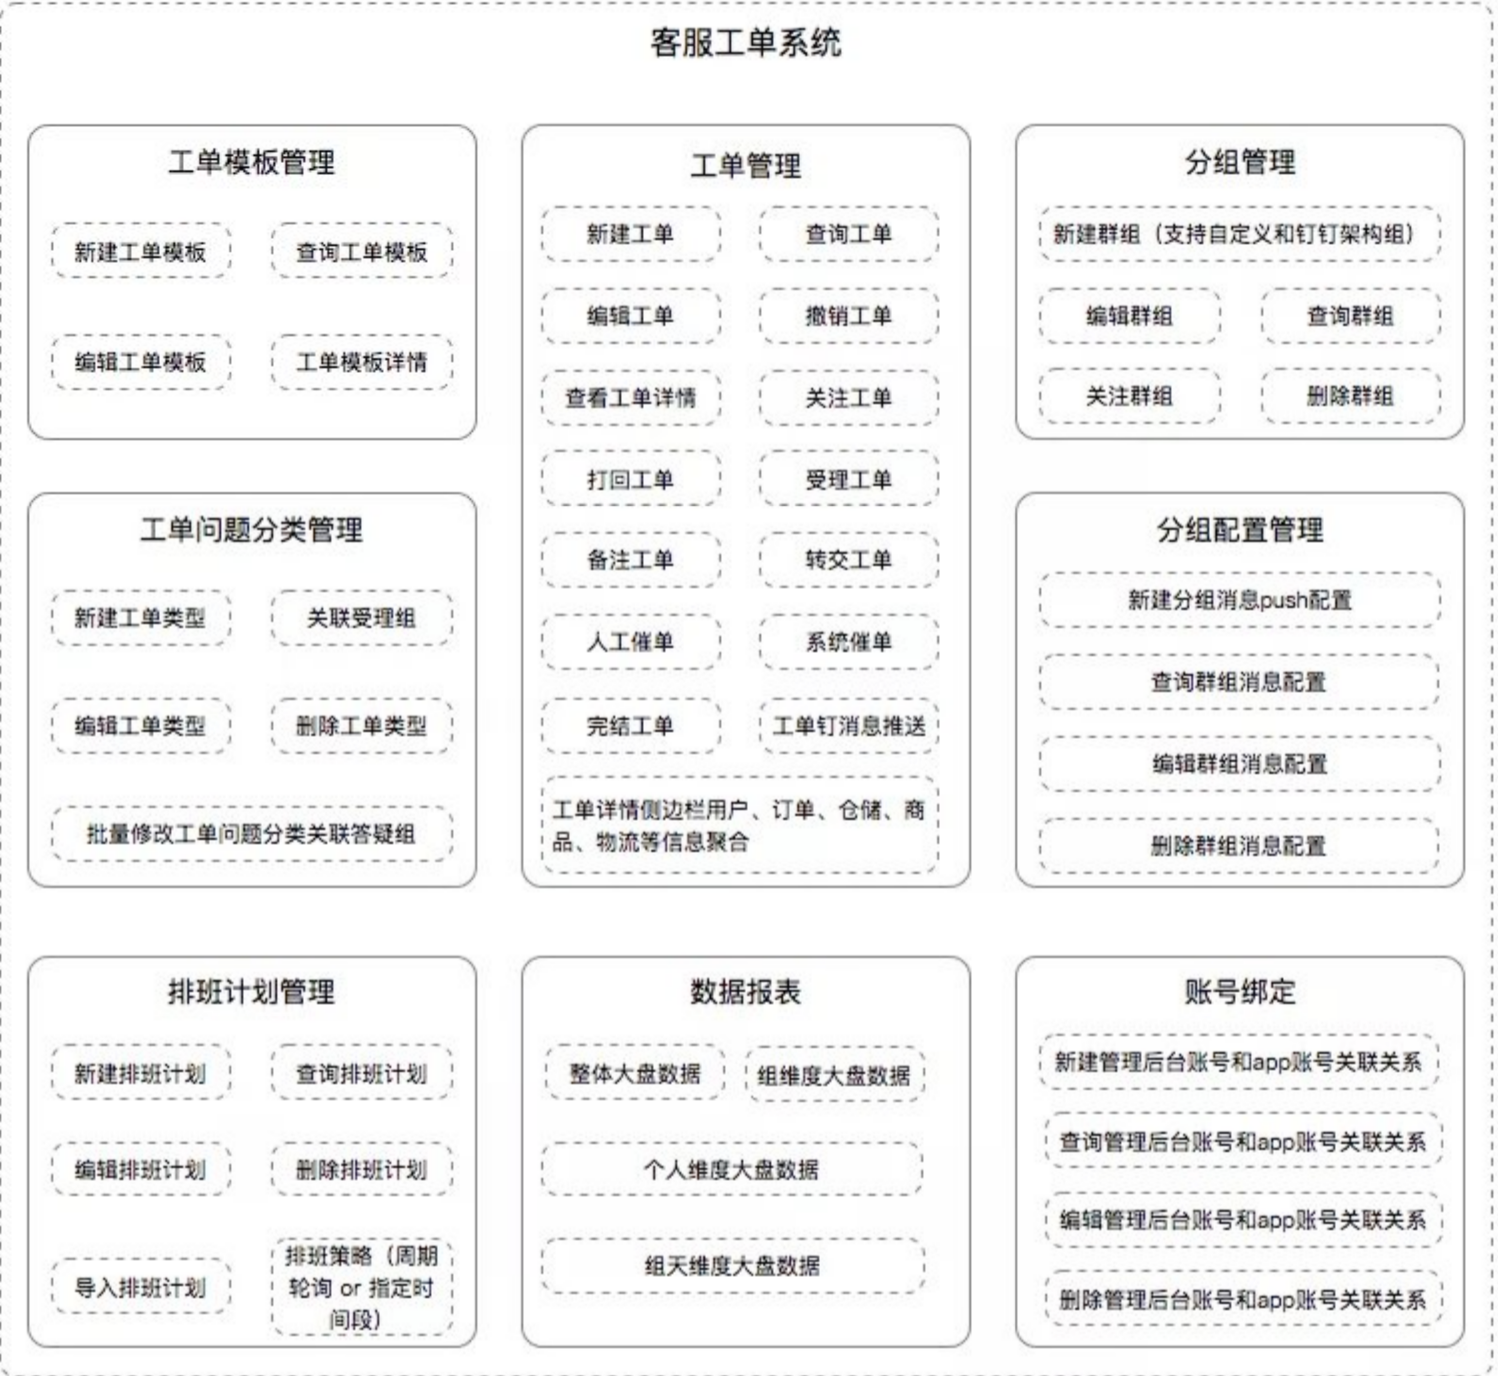 客服工单系统
工单模板管理
新建工单模板
查询工单模板
编辑工单模板
工单模板详情
工单管理
新建工单
查询工单
编辑工单
撤销工单
查看工单详情
关注工单
打回工单
受理工单
备注工单
转交工单
人工催单
系统催单
完结工单
工单钉消息推送
工单详情侧边栏用户、订单、仓储、商
品、物流等信息聚合
分组管理
新建群组（支持自定义和钉钉架构组）
编辑群组
查询群组
关注群组
删除群组
工单问题分类管理
新建工单类型
关联受理组
编辑工单类型
删除工单类型
批量修改工单问题分类关联答疑组
分组配置管理
新建分组消息push配置
查询群组消息配置
编辑群组消息配置
删除群组消息配置
排班计划管理
新建排班计划
查询排班计划
编辑排班计划
删除排班计划
导入排班计划
排班策略（周期
轮询 or 指定时
间段）
数据报表
整体大盘数据
组维度大盘数据
个人维度大盘数据
组天维度大盘数据
账号绑定
新建管理后台账号和app账号关联关系
查询管理后台账号和app账号关联关系
编辑管理后台账号和app账号关联关系
删除管理后台账号和app账号关联关系